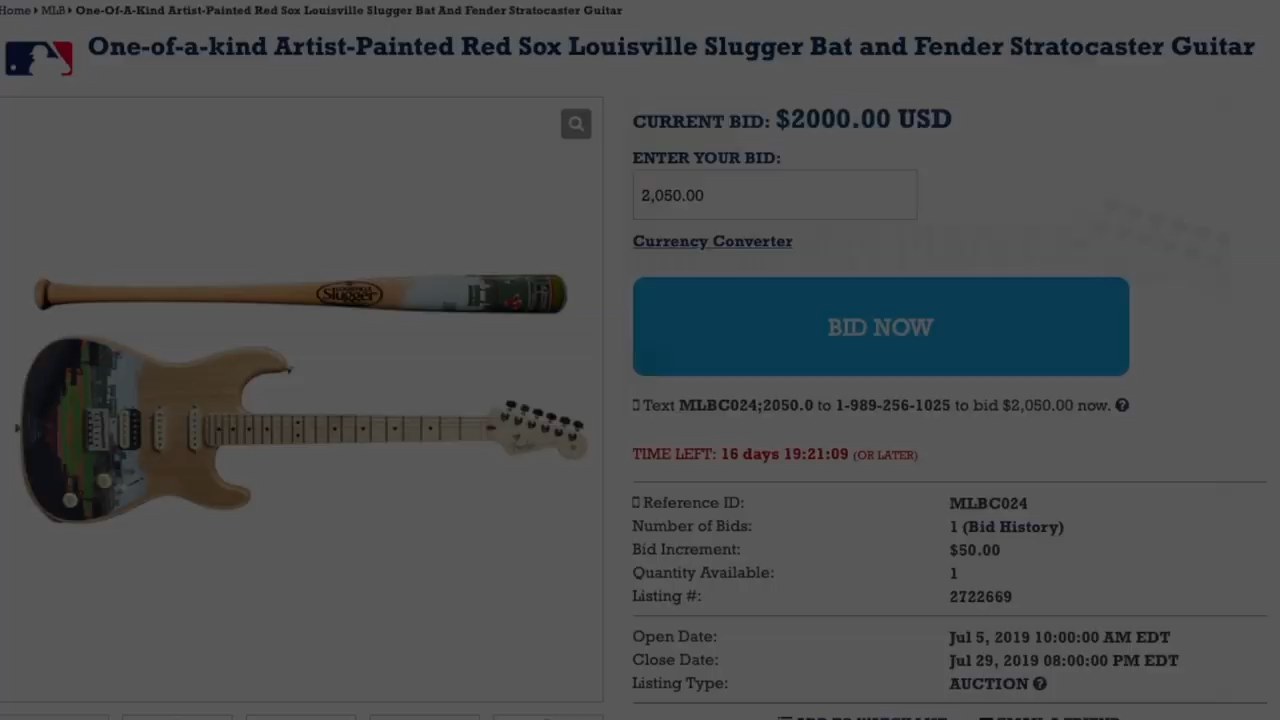 Home MLB One-Of-A-Kind Artist-Painted Red Sox Louisville Slugger Bat And Fender Stratocaster Guitar
One-of-a-kind Artist-Painted Red Sox Louisville Slugger Bat and Fender Stratocaster Guitar
CURRENT BID: $2000.00 USD
ENTER YOUR BID:
2,050.00
Currency Converter
Slugger
BID NOW
Text MLBC024;2050.0 to 1-989-256-1025 to bid $2,050.00 now.
TIME LEFT: 16 days 19:21:09 (OR LATER)
Reference ID: MLBC024
Number of Bids: 1 (Bid History)
Bid Increment: $50.00
Quantity Available: 1
Listing #: 2722669
Open Date: Jul 5, 2019 10:00:00 AM EDT
Close Date: Jul 29, 2019 08:00:00 PM EDT
Listing Type: AUCTION